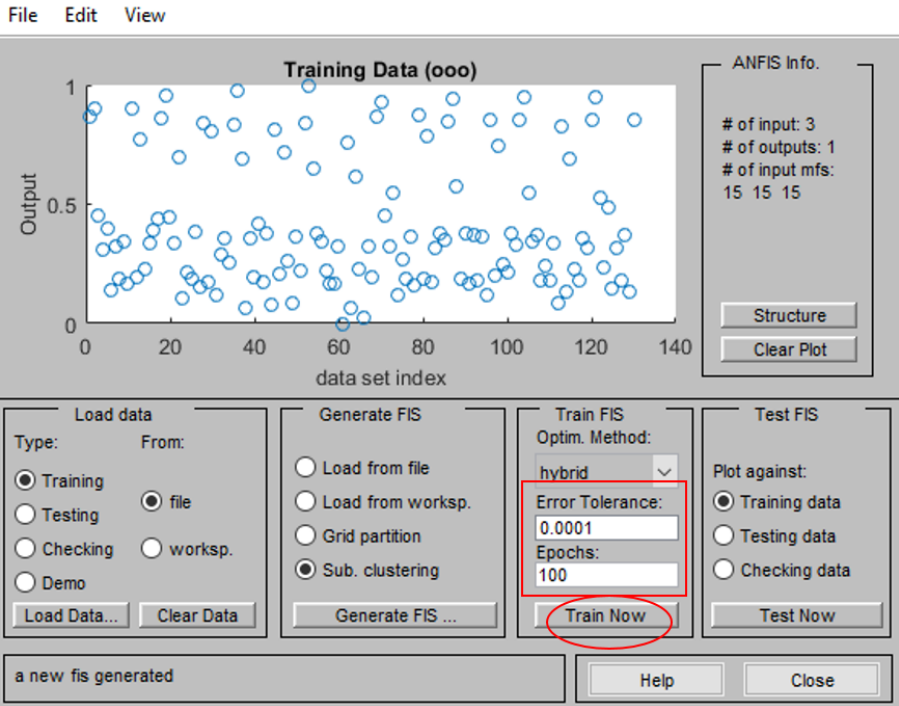 File Edit View
Training Data (ooo)
1
0.5
0
Output
0 20 40 60 80 100 120 140
data set index
ANFIS Info.
# of input: 3
# of outputs: 1
# of input mfs:
15 15 15
Structure
Clear Plot
Load data
Type: From:
Training
file
Testing
Checking
worksp.
Demo
Load Data... Clear Data
Generate FIS
Load from file
Load from worksp.
Grid partition
Sub. clustering
Generate FIS ...
Train FIS
Optim. Method:
hybrid
Error Tolerance:
0.0001
Epochs:
100
Train Now
Test FIS
Plot against:
Training data
Testing data
Checking data
Test Now
a new fis generated
Help Close